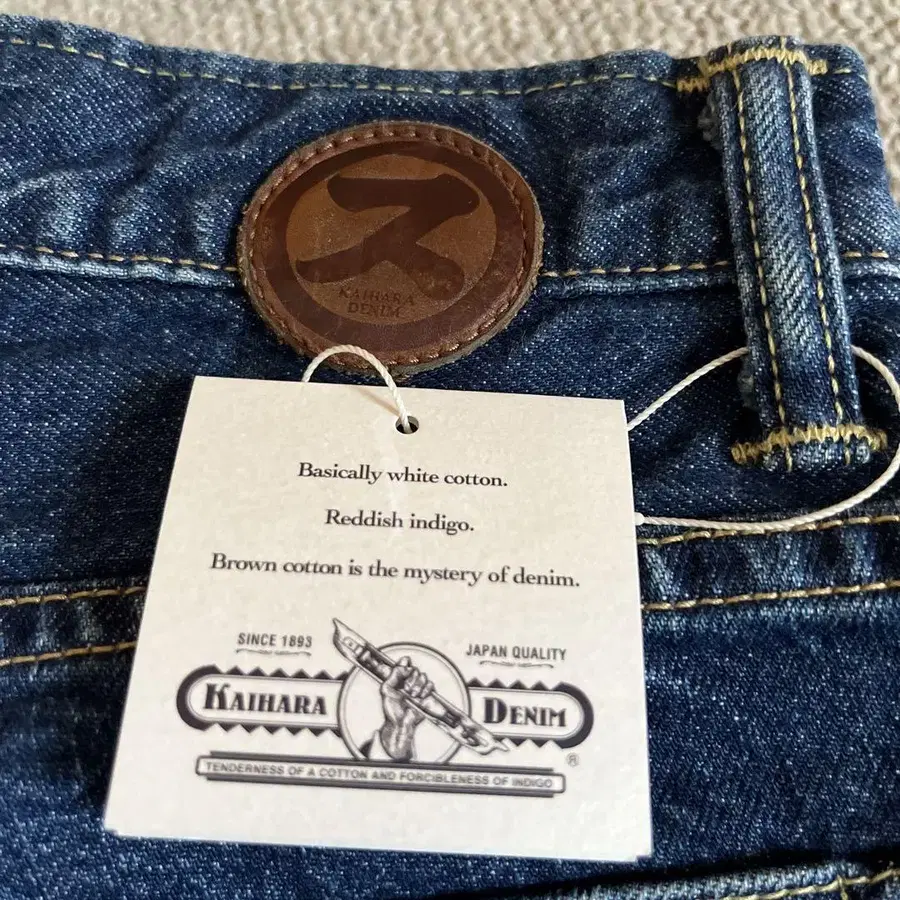 ス
KAIHARA
DENIM
Basically white cotton.
Reddish indigo.
Brown cotton is the mystery of denim.
SINCE 1893
JAPAN QUALITY
KAIHARA DENIM
®
TENDERNESS OF A COTTON AND FORCIBLENESS OF INDIGO